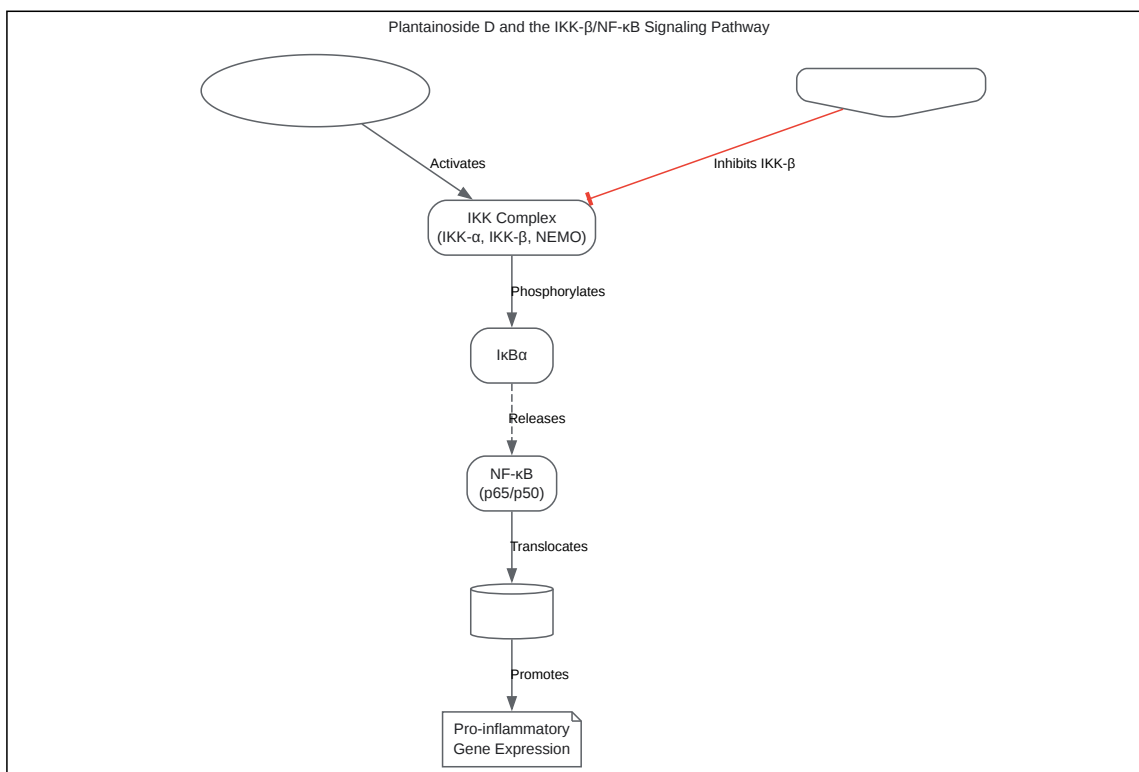 Plantainoside D and the IKK-β/NF-κB Signaling Pathway
Activates
Inhibits IKK-β
IKK Complex
(IKK-α, IKK-β, NEMO)
Phosphorylates
IκBα
Releases
NF-κB
(p65/p50)
Translocates
Promotes
Pro-inflammatory
Gene Expression